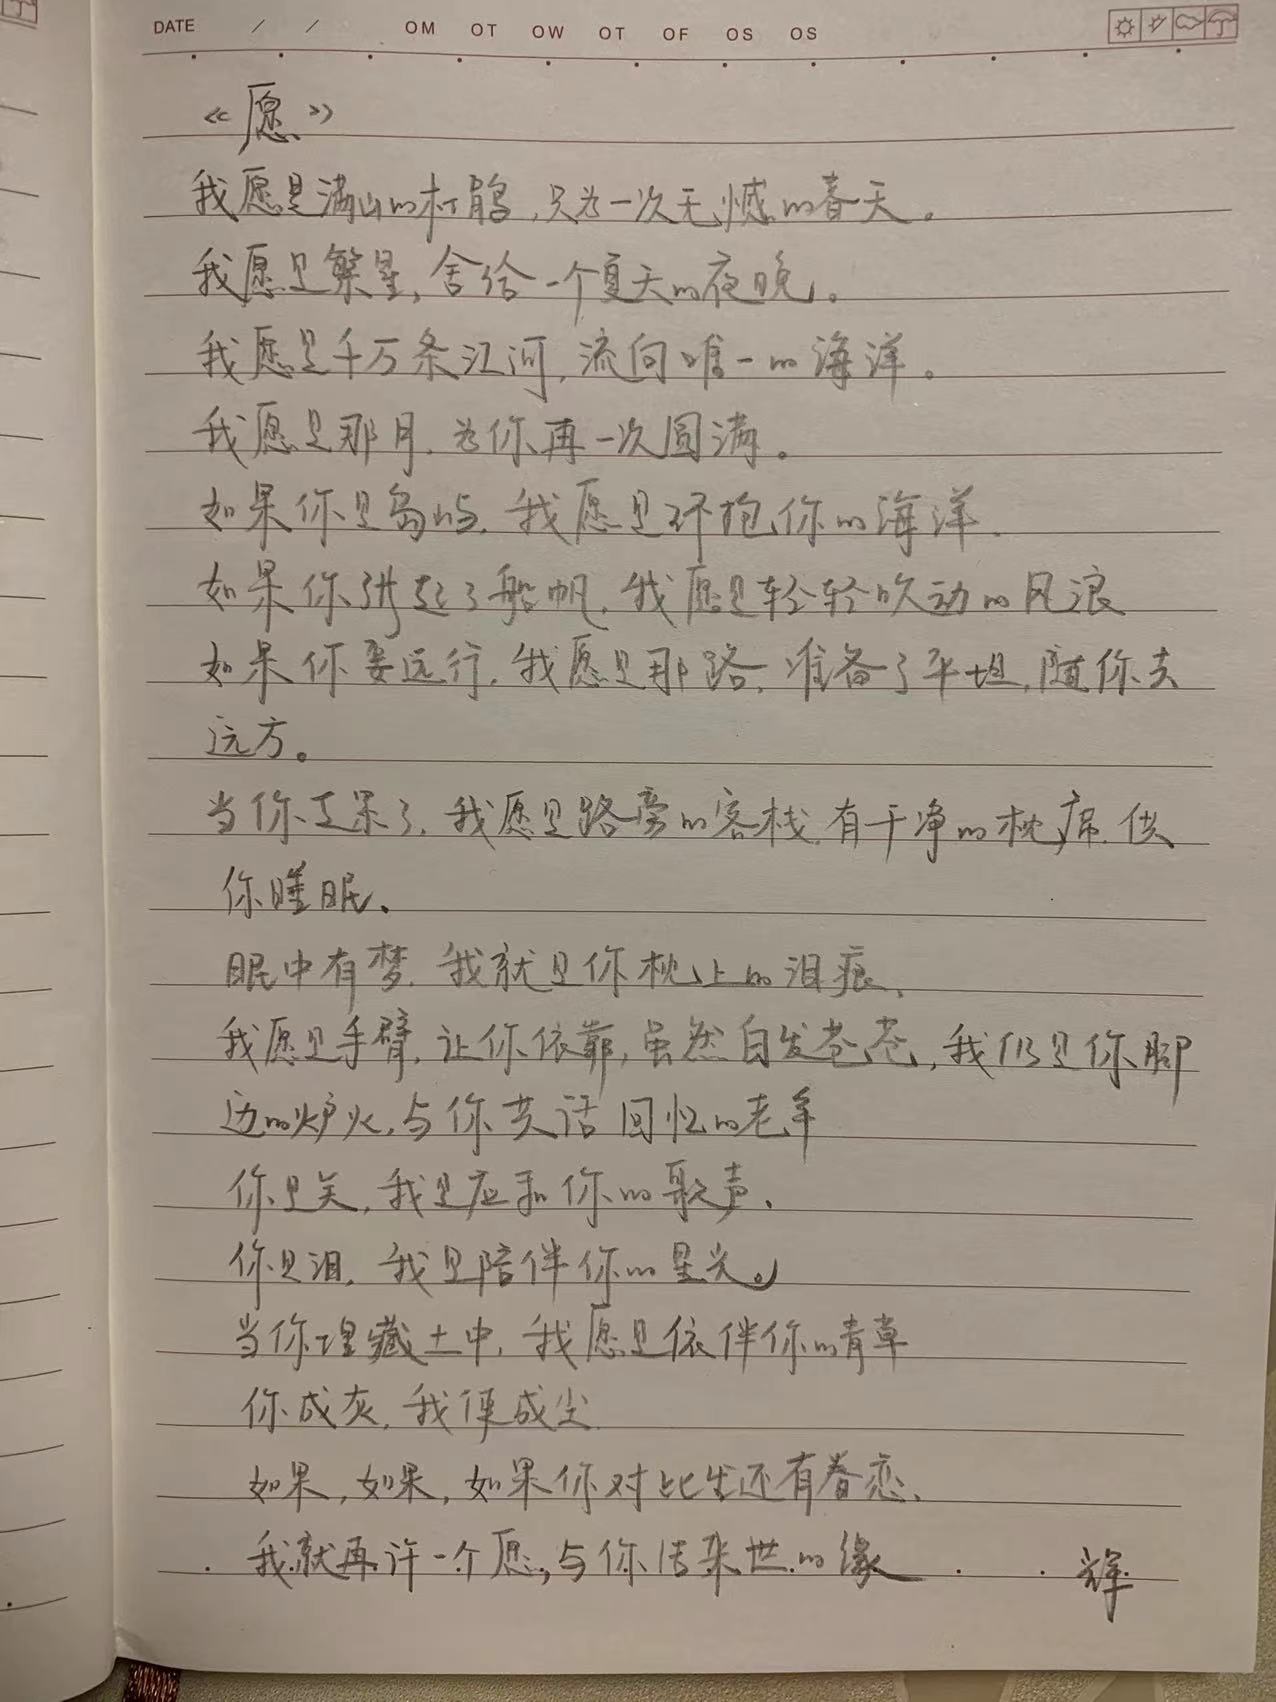 DATE / / OM OT OW OT OF OS OS
《愿》
我愿是满山的杜鹃,只为一次无憾的春天。
我愿是繁星,舍给一个夏天的夜晚。
我愿是千万条江河,流向唯一的海洋。
我愿是那月,为你再一次圆满。
如果你是岛屿,我愿是环抱你的海洋.
如果你张起了船帆,我愿是轻轻吹动的风浪
如果你要远行,我愿是那路,准备了平坦,随你去
远方。
当你走累了,我愿是路旁的客栈,有干净的枕席,供
你睡眠、
眠中有梦,我就是你枕上的泪痕、
我愿是手臂,让你依靠,虽然白发苍苍,我仍是你脚
边的炉火,与你共话回忆的老年
你是笑,我是应和你的歌声、
你是泪,我是陪伴你的星光。
当你埋藏土中,我愿是依伴你的青草
你成灰,我便成尘
如果,如果,如果你对此生还有眷恋、
我就再许一个愿,与你结来世的缘
辉